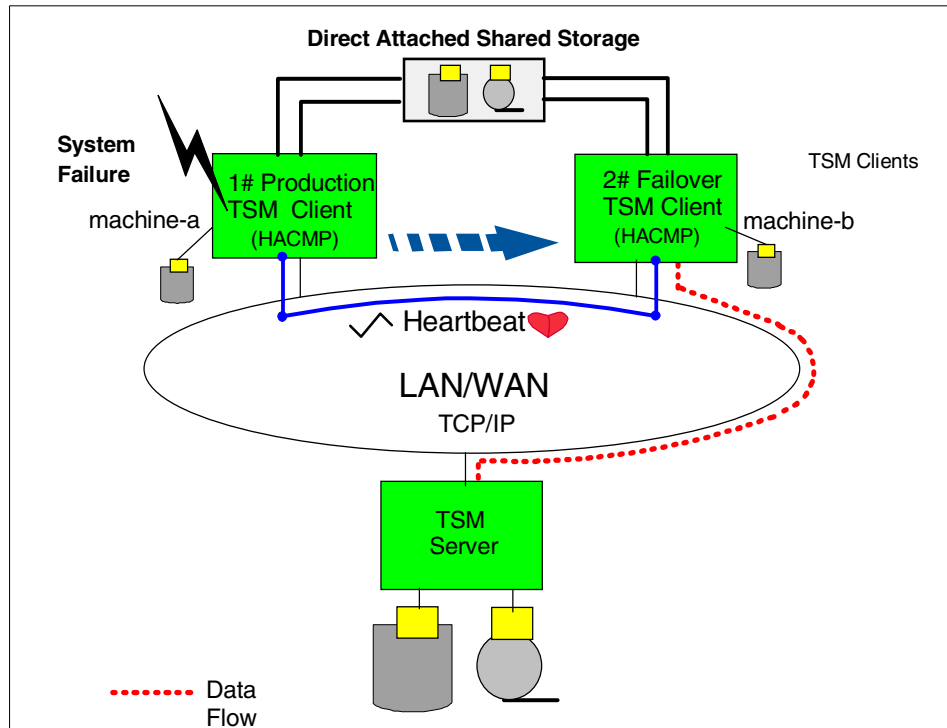 Direct Attached Shared Storage
System
Failure
1# Production
TSM Client
(HACMP)
machine-a
2# Failover
TSM Client
(HACMP)
machine-b
TSM Clients
Heartbeat
LAN/WAN
TCP/IP
TSM
Server
Data
Flow